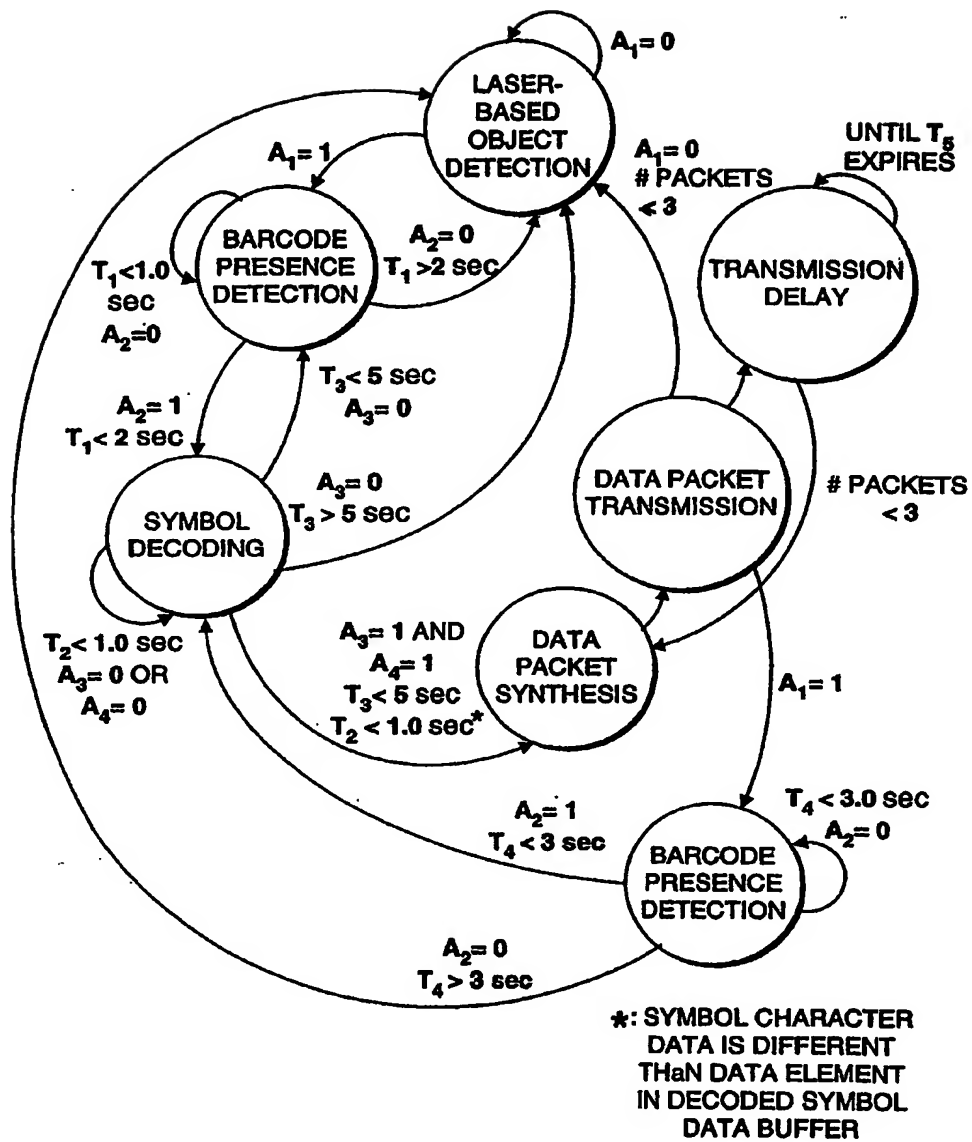 A₁= 0
LASER-
BASED
OBJECT
DETECTION
A₁= 1
A₁= 0
# PACKETS
< 3
UNTIL T₅
EXPIRES
BARCODE
PRESENCE
DETECTION
A₂= 0
T₁ >2 sec
TRANSMISSION
DELAY
T₁<1.0
sec
A₂=0
T₃< 5 sec
A₃= 0
A₂= 1
T₁< 2 sec
DATA PACKET
TRANSMISSION
# PACKETS
< 3
A₃= 0
T₃ > 5 sec
SYMBOL
DECODING
T₂< 1.0 sec
A₃= 0 OR
A₄= 0
A₃= 1 AND
A₄= 1
T₃< 5 sec
T₂ < 1.0 sec*
DATA
PACKET
SYNTHESIS
A₁= 1
A₂= 1
T₄< 3 sec
T₄< 3.0 sec
A₂= 0
BARCODE
PRESENCE
DETECTION
A₂= 0
T₄> 3 sec
*: SYMBOL CHARACTER
DATA IS DIFFERENT
THaN DATA ELEMENT
IN DECODED SYMBOL
DATA BUFFER